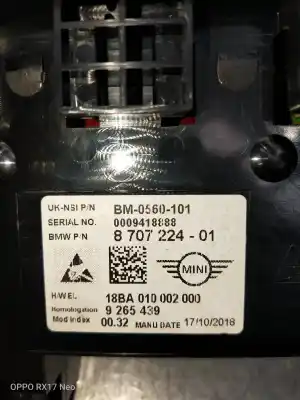 UK-NSI P/N BM-0560-101
SERIAL NO. 0009418888
BMW P/N 8 707 224 - 01
MINI
H/W EL 18BA 010 002 000
Homologation 9 265 439
Mod Index 00.32 MANU DATE 17/10/2018
OPPO RX17 Neo